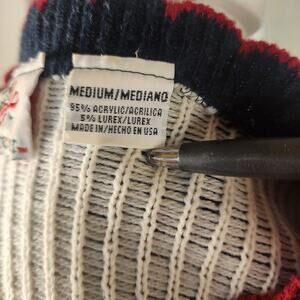 MEDIUM/MEDIANO
95% ACRYLIC/ACRILICA
5% LUREX/LUREX
MADE IN/HECHO EN USA